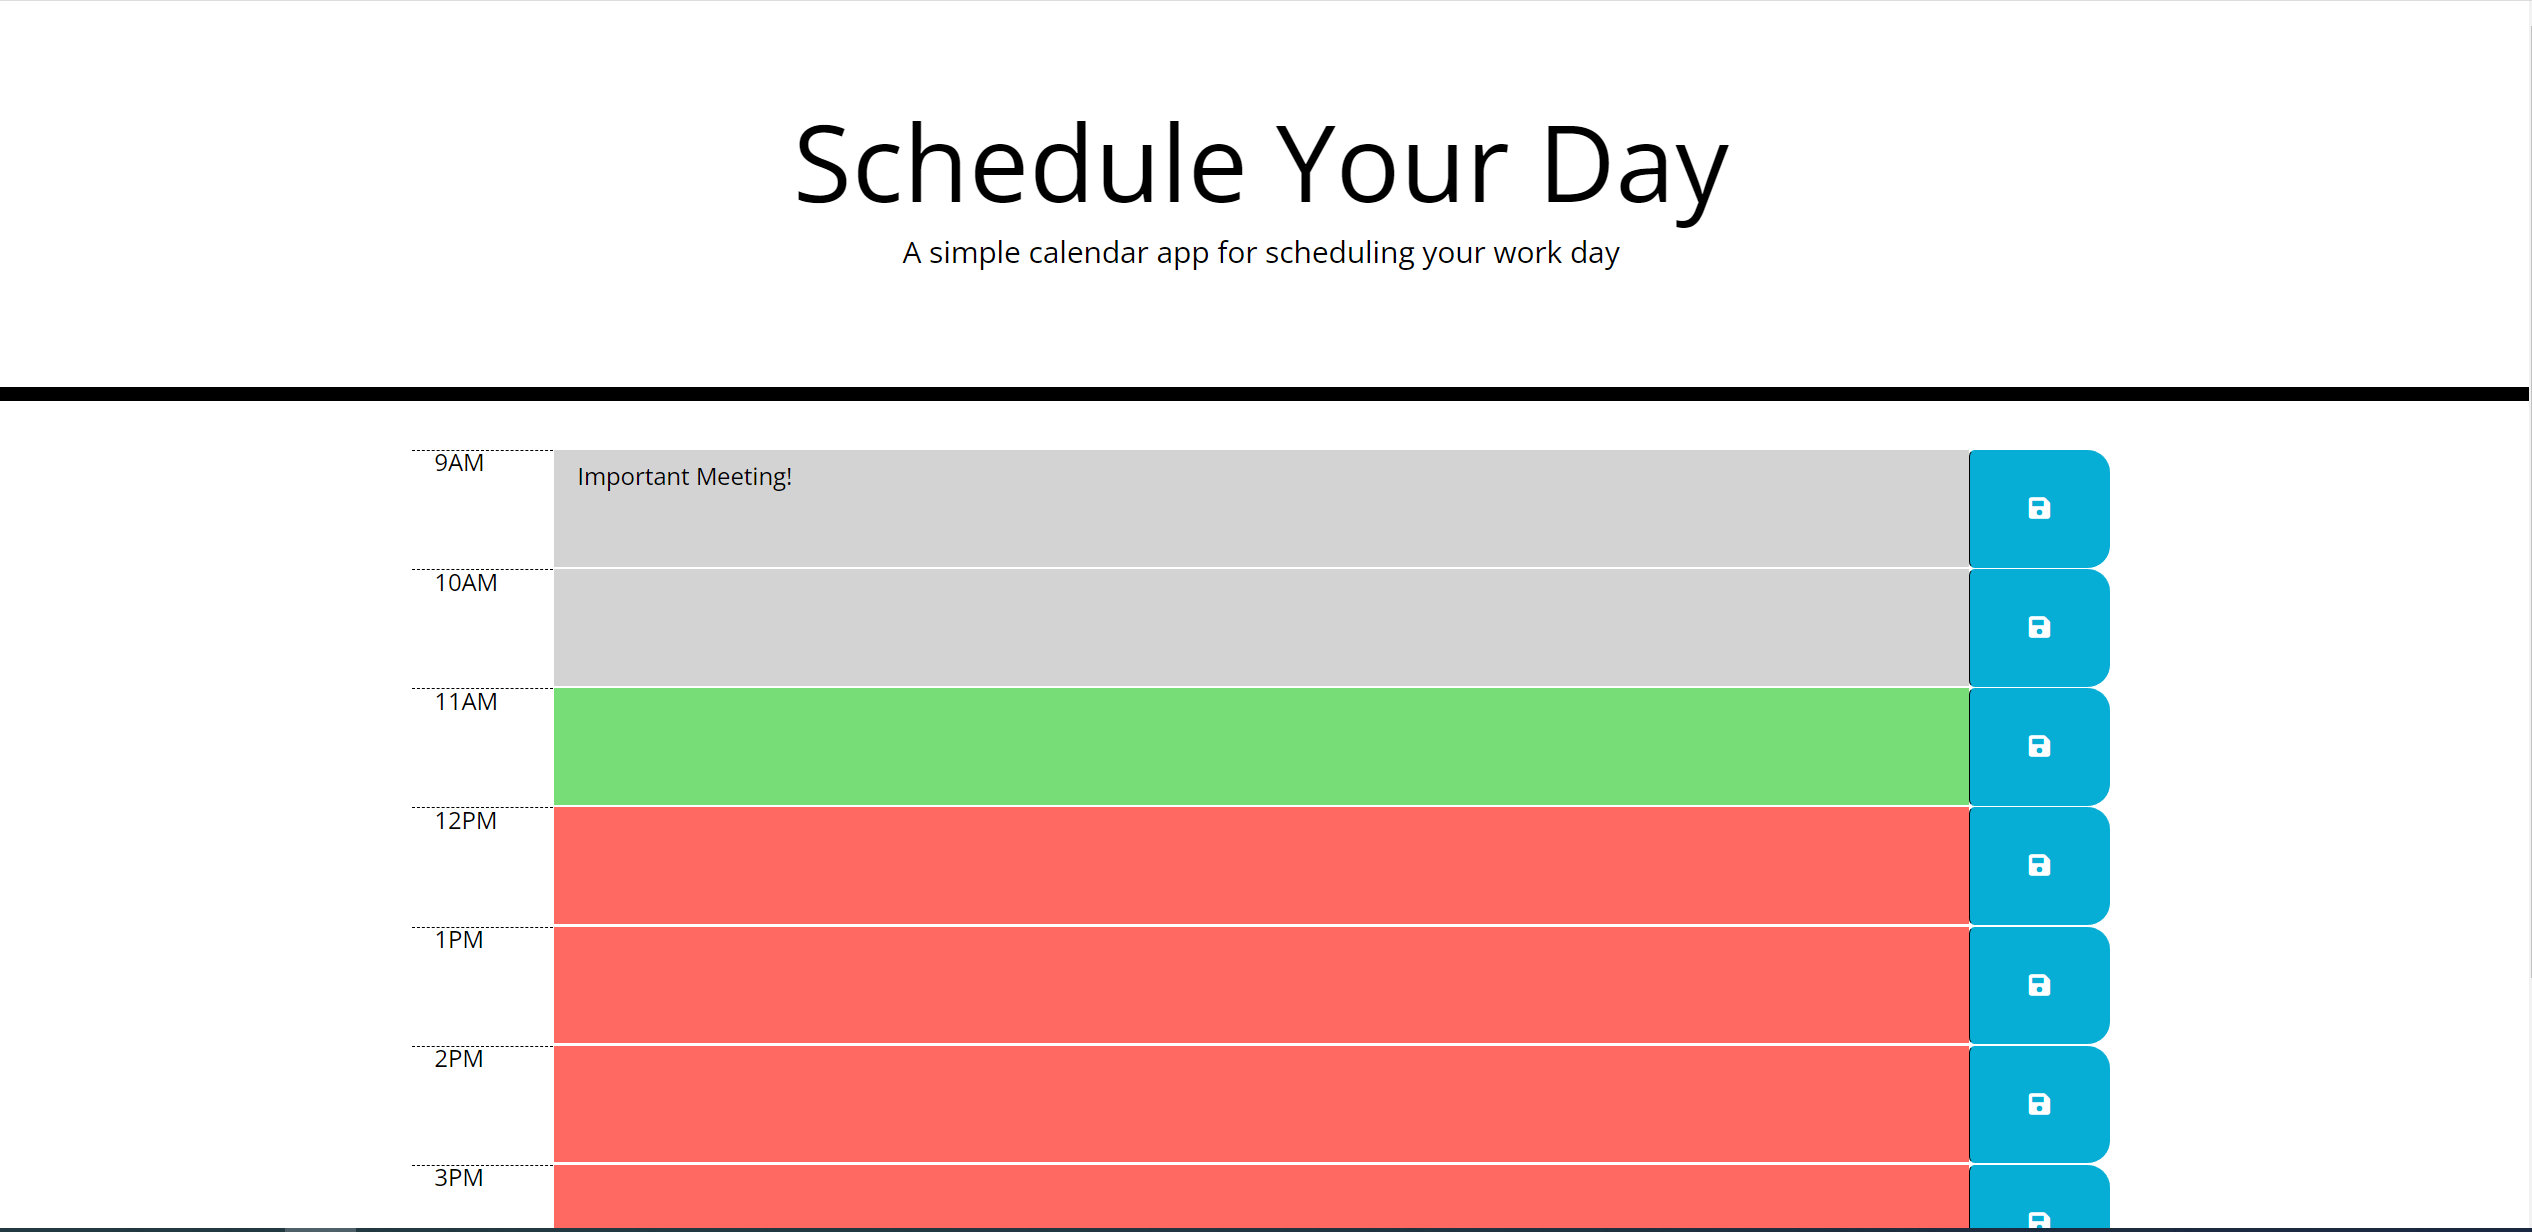 Schedule Your Day
A simple calendar app for scheduling your work day
9AM
Important Meeting!
10AM
11AM
12PM
1PM
2PM
3PM